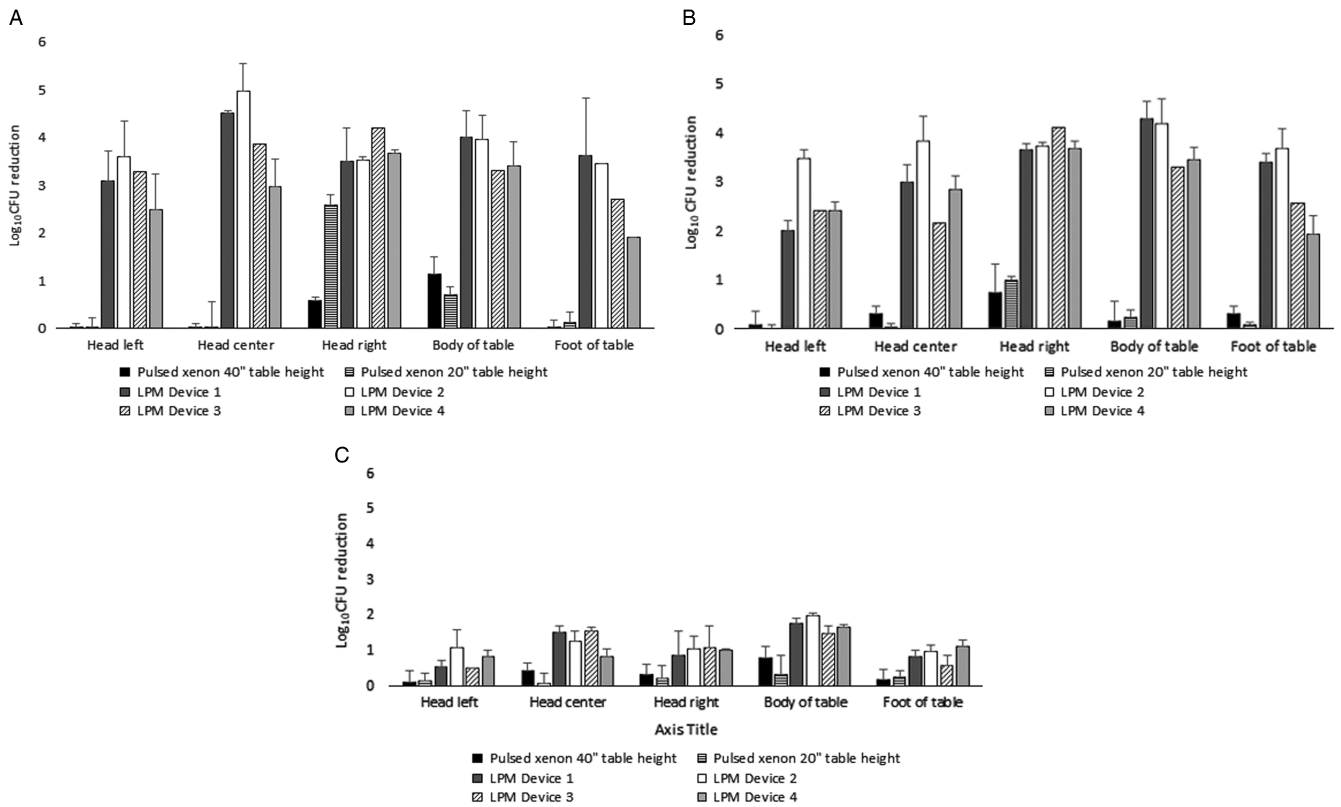 A
6
5
4
3
2
1
0
Log10CFU reduction
Head left Head center Head right Body of table Foot of table
Pulsed xenon 40" table height Pulsed xenon 20" table height
LPM Device 1 LPM Device 2
LPM Device 3 LPM Device 4
B
6
5
4
3
2
1
0
Log10 CFU reduction
Head left Head center Head right Body of table Foot of table
Pulsed xenon 40" table height Pulsed xenon 20" table height
LPM Device 1 LPM Device 2
LPM Device 3 LPM Device 4
C
6
5
4
3
2
1
0
Log10CFU reduction
Head left Head center Head right Body of table Foot of table
Axis Title
Pulsed xenon 40" table height Pulsed xenon 20" table height
LPM Device 1 LPM Device 2
LPM Device 3 LPM Device 4